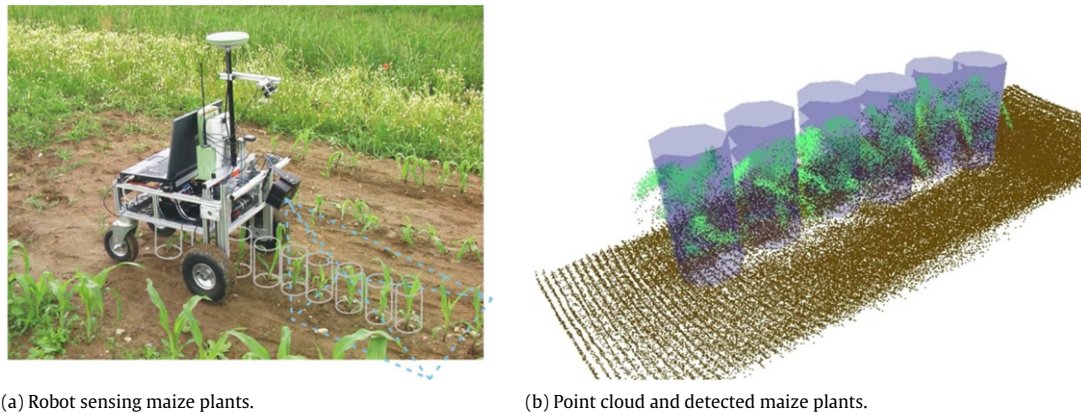 (a) Robot sensing maize plants.
(b) Point cloud and detected maize plants.